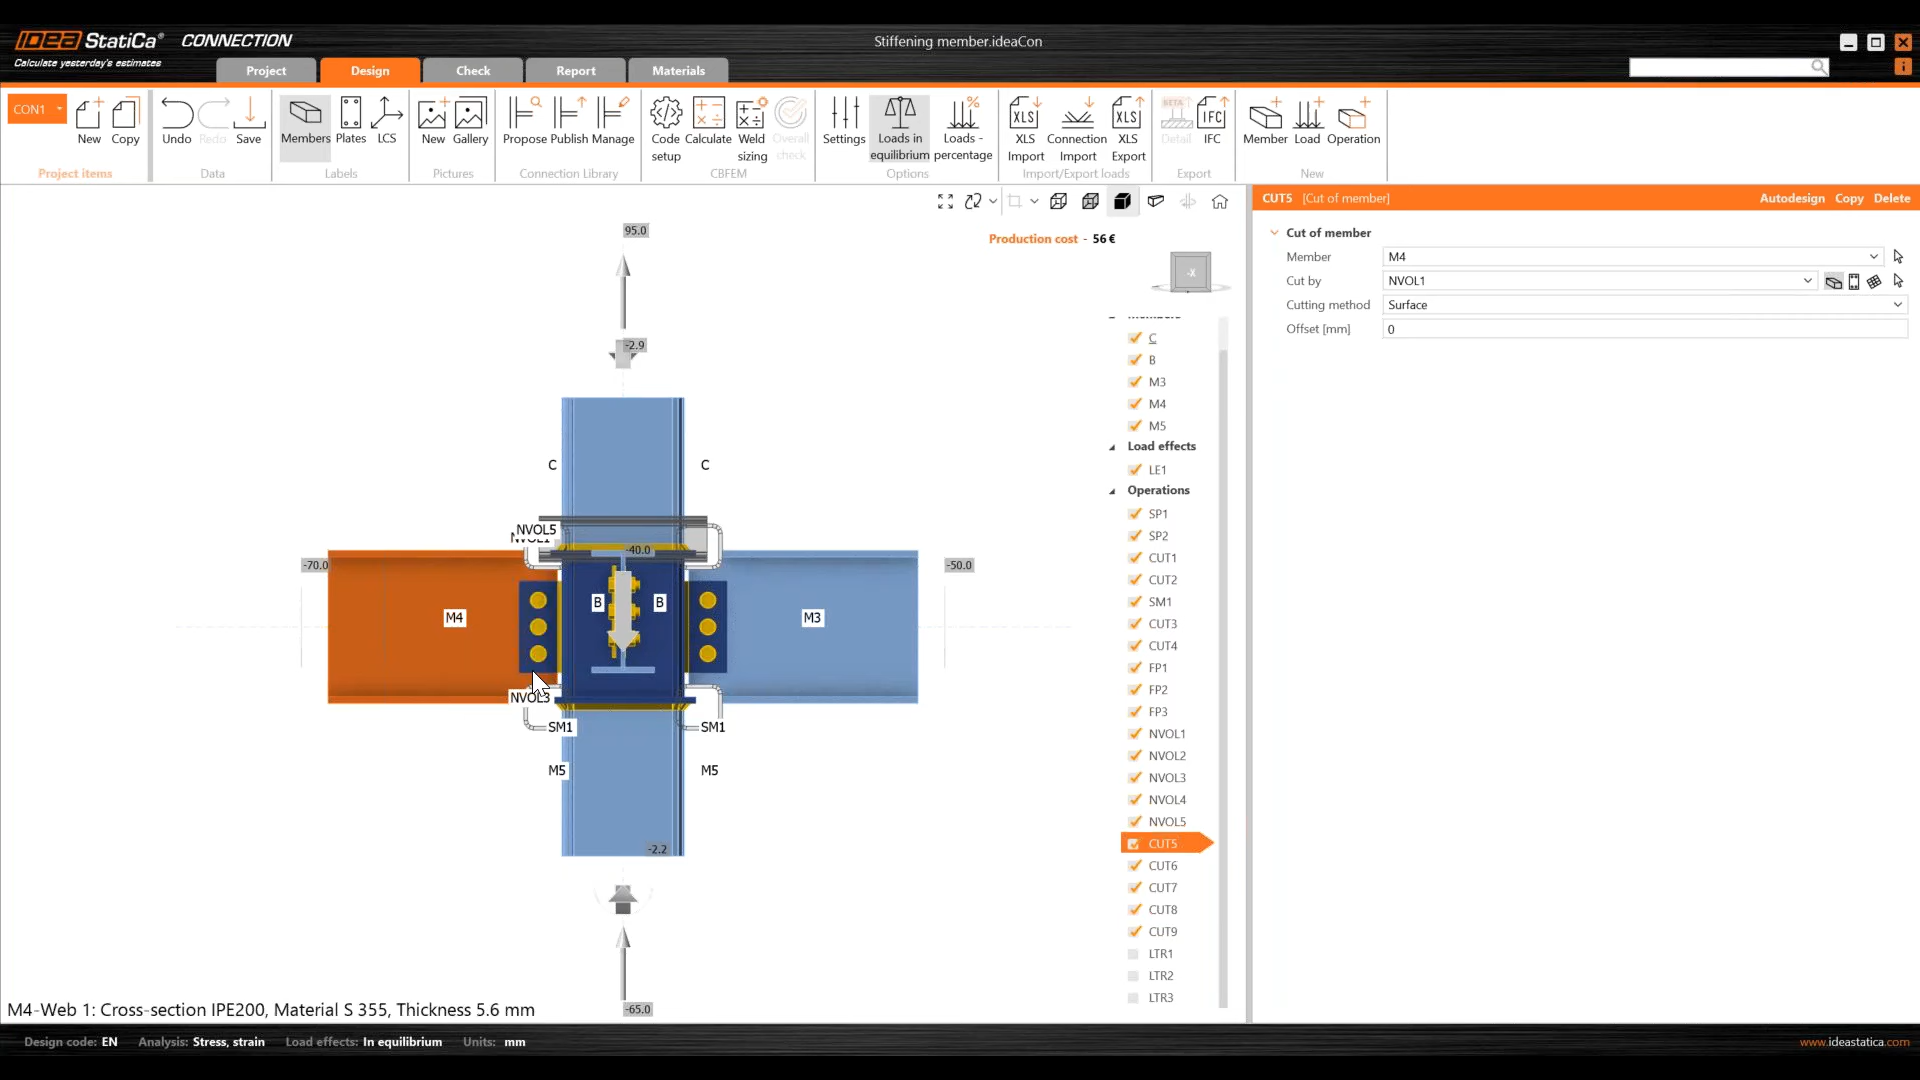 IDEA StatiCa® CONNECTION
Calculate yesterday's estimates
Stiffening member.ideaCon
Project
Design
Check
Report
Materials
CON1
New
Copy
Undo
Redo
Save
Members
Plates
LCS
New
Gallery
Propose
Publish
Manage
Code setup
Calculate
Weld sizing
Overall check
Settings
Loads in equilibrium
Loads - percentage
XLS Import
Connection Import
XLS Export
BETA
Detail
IFC
Member
Load
Operation
Project items
Data
Labels
Pictures
Connection Library
CBFEM
Options
Import/Export loads
Export
New
CUT5 [Cut of member]
Autodesign Copy Delete
Cut of member
Member M4
Cut by NVOL1
Cutting method Surface
Offset [mm] 0
Production cost - 56 €
-X
95.0
-2.9
C
C
NVOL5
NVOL1
-40.0
-70.0
-50.0
M4
B
B
M3
NVOL3
SM1
SM1
M5
M5
-2.2
-65.0
C
B
M3
M4
M5
Load effects
LE1
Operations
SP1
SP2
CUT1
CUT2
SM1
CUT3
CUT4
FP1
FP2
FP3
NVOL1
NVOL2
NVOL3
NVOL4
NVOL5
CUT5
CUT6
CUT7
CUT8
CUT9
LTR1
LTR2
LTR3
M4-Web 1: Cross-section IPE200, Material S 355, Thickness 5.6 mm
Design code: EN Analysis: Stress, strain Load effects: In equilibrium Units: mm
www.ideastatica.com